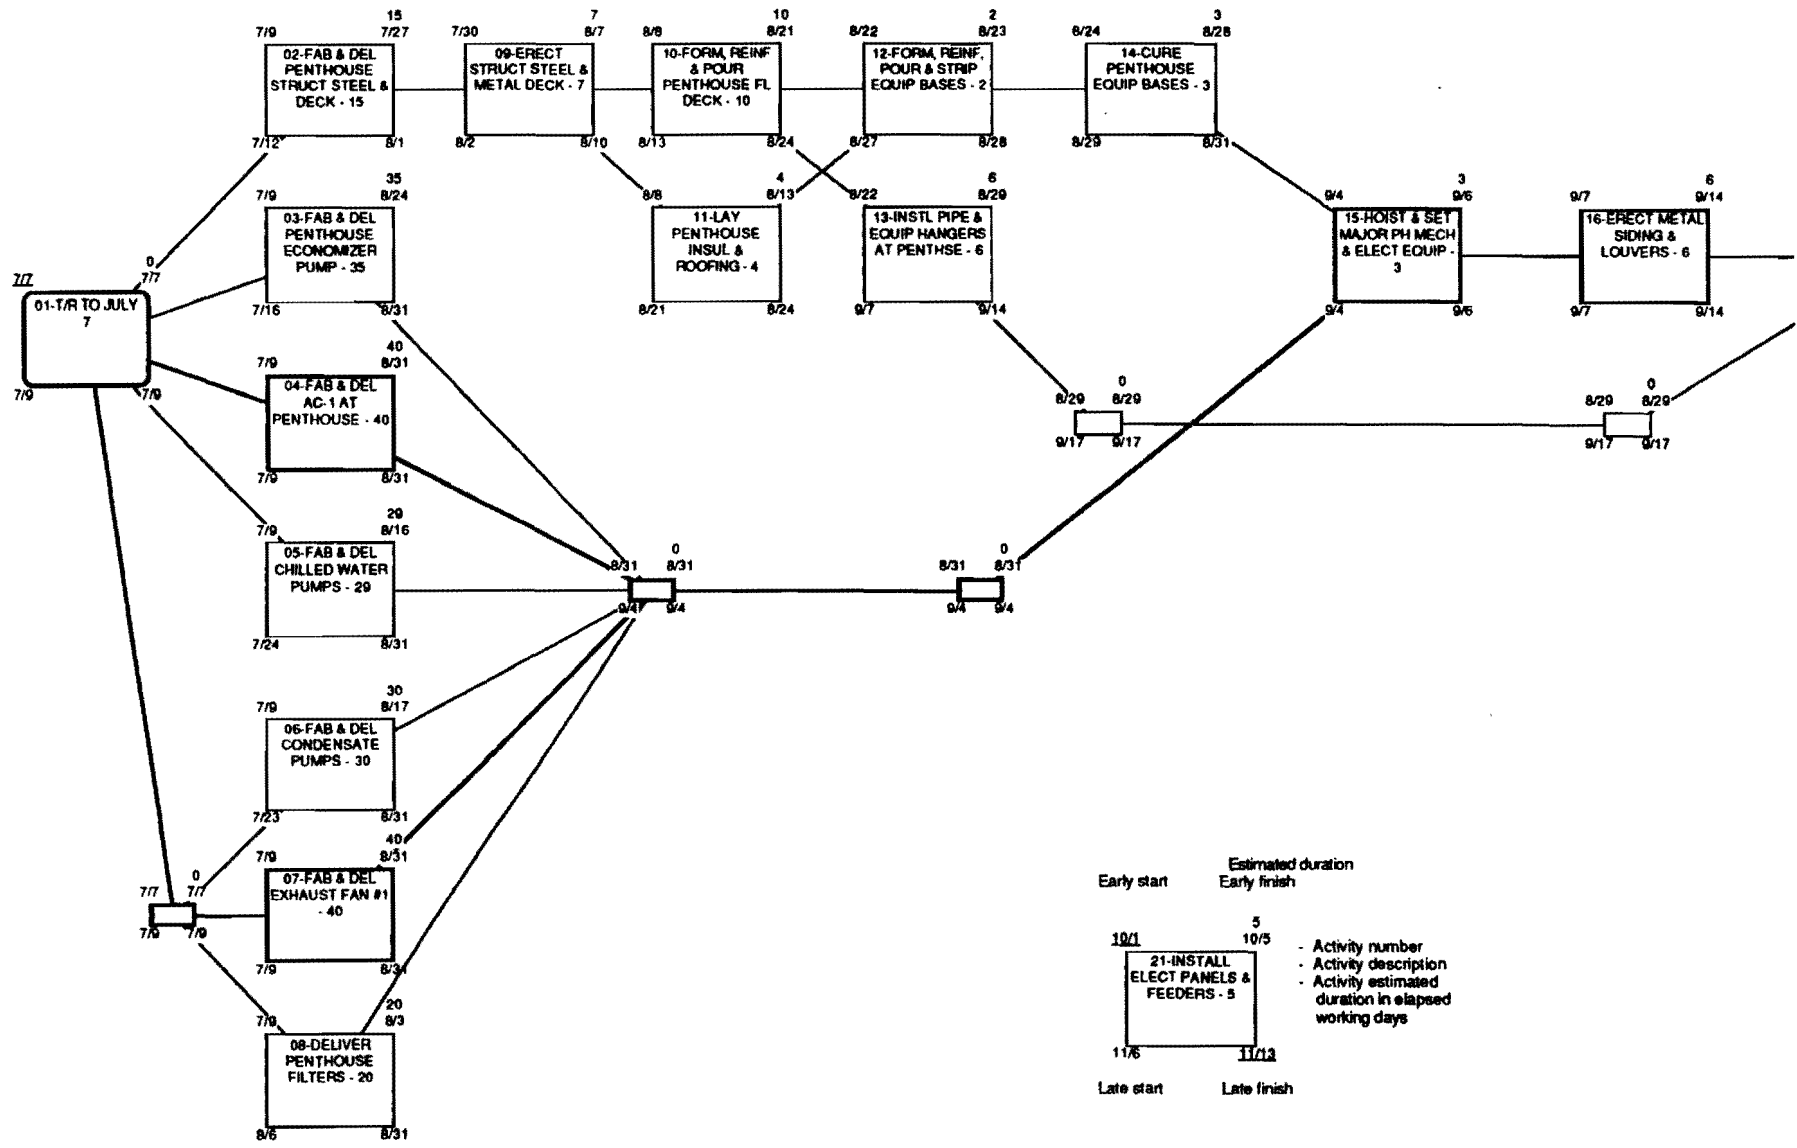 15
7/9
7/27
02-FAB & DEL
PENTHOUSE
STRUCT STEEL &
DECK - 15
7/12
8/1
7
7/30
8/7
09-ERECT
STRUCT STEEL &
METAL DECK - 7
8/2
8/10
10
8/8
8/21
10-FORM, REINF
& POUR
PENTHOUSE FL
DECK - 10
8/13
8/24
2
8/22
8/23
12-FORM, REINF,
POUR & STRIP
EQUIP BASES - 2
8/27
8/28
3
8/24
8/28
14-CURE
PENTHOUSE
EQUIP BASES - 3
8/29
8/31
35
7/9
8/24
03-FAB & DEL
PENTHOUSE
ECONOMIZER
PUMP - 35
7/16
8/31
4
8/8
8/13
11-LAY
PENTHOUSE
INSUL &
ROOFING - 4
8/21
8/24
6
8/22
8/29
13-INSTL PIPE &
EQUIP HANGERS
AT PENTHSE - 6
9/7
9/14
3
9/4
9/6
15-HOIST & SET
MAJOR PH MECH
& ELECT EQUIP -
3
9/4
9/6
6
9/7
9/14
16-ERECT METAL
SIDING &
LOUVERS - 6
9/7
9/14
0
7/7
7/7
01-T/R TO JULY
7
7/9
7/9
40
7/9
8/31
04-FAB & DEL
AC-1 AT
PENTHOUSE - 40
7/9
8/31
0
8/29
8/29
9/17
9/17
0
8/29
8/29
9/17
9/17
29
7/9
8/16
05-FAB & DEL
CHILLED WATER
PUMPS - 29
7/24
8/31
0
8/31
8/31
9/4
9/4
0
8/31
8/31
9/4
9/4
30
7/9
8/17
06-FAB & DEL
CONDENSATE
PUMPS - 30
7/23
8/31
0
7/7
7/7
7/9
7/9
40
7/9
8/31
07-FAB & DEL
EXHAUST FAN #1
- 40
7/9
8/31
20
7/9
8/3
08-DELIVER
PENTHOUSE
FILTERS - 20
8/6
8/31
Estimated duration
Early start
Early finish
5
10/1
10/5
21-INSTALL
ELECT PANELS &
FEEDERS - 5
11/6
11/13
Late start
Late finish
- Activity number
- Activity description
- Activity estimated
duration in elapsed
working days